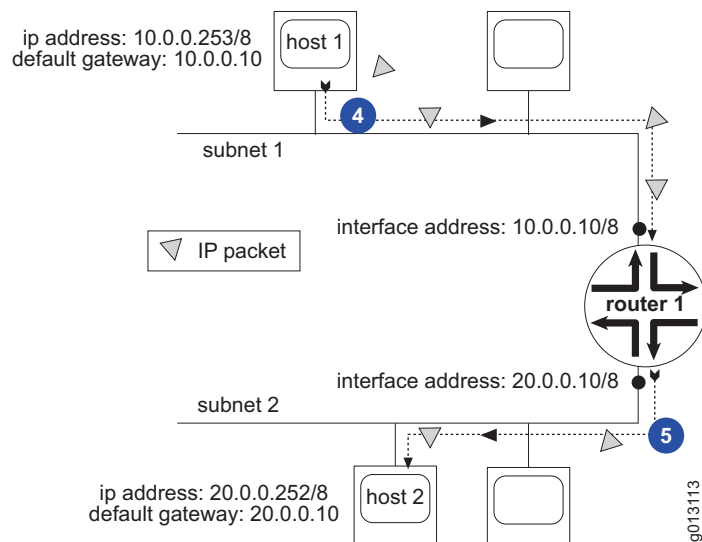 ip address: 10.0.0.253/8
default gateway: 10.0.0.10
host 1
4
subnet 1
interface address: 10.0.0.10/8
IP packet
router 1
interface address: 20.0.0.10/8
subnet 2
5
ip address: 20.0.0.252/8
default gateway: 20.0.0.10
host 2
g013113